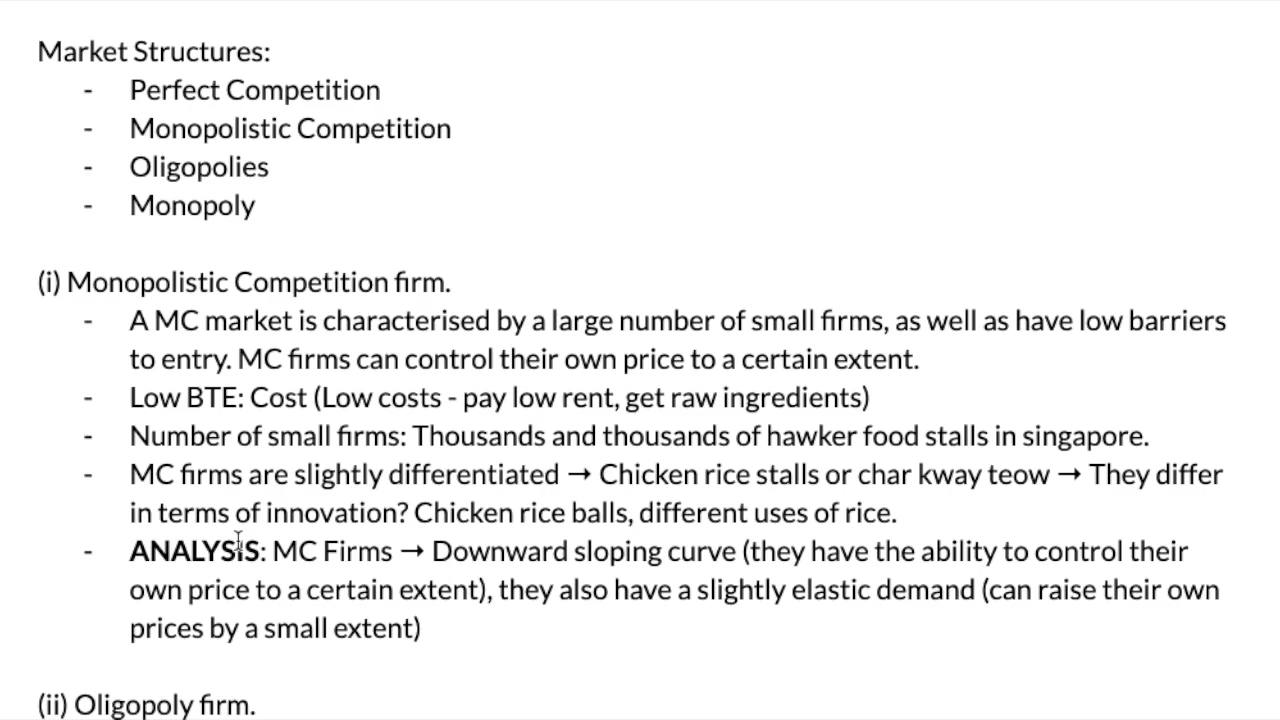 Market Structures:
- Perfect Competition
- Monopolistic Competition
- Oligopolies
- Monopoly
(i) Monopolistic Competition firm.
- A MC market is characterised by a large number of small firms, as well as have low barriers
to entry. MC firms can control their own price to a certain extent.
- Low BTE: Cost (Low costs - pay low rent, get raw ingredients)
- Number of small firms: Thousands and thousands of hawker food stalls in singapore.
- MC firms are slightly differentiated → Chicken rice stalls or char kway teow → They differ
in terms of innovation? Chicken rice balls, different uses of rice.
- ANALYSIS: MC Firms → Downward sloping curve (they have the ability to control their
own price to a certain extent), they also have a slightly elastic demand (can raise their own
prices by a small extent)
(ii) Oligopoly firm.